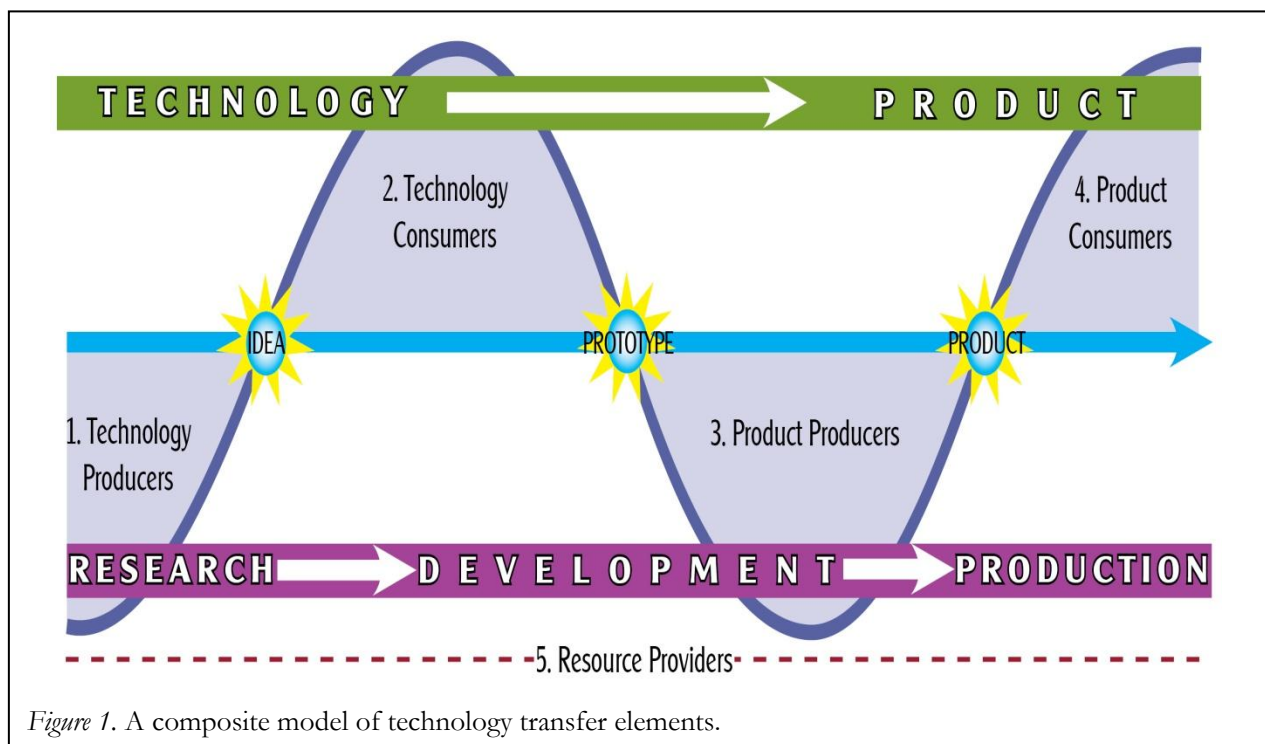 TECHNOLOGY PRODUCT
2. Technology
Consumers
4. Product
Consumers
IDEA PROTOTYPE PRODUCT
1. Technology
Producers
3. Product Producers
RESEARCH DEVELOPMENT PRODUCTION
5. Resource Providers
Figure 1. A composite model of technology transfer elements.